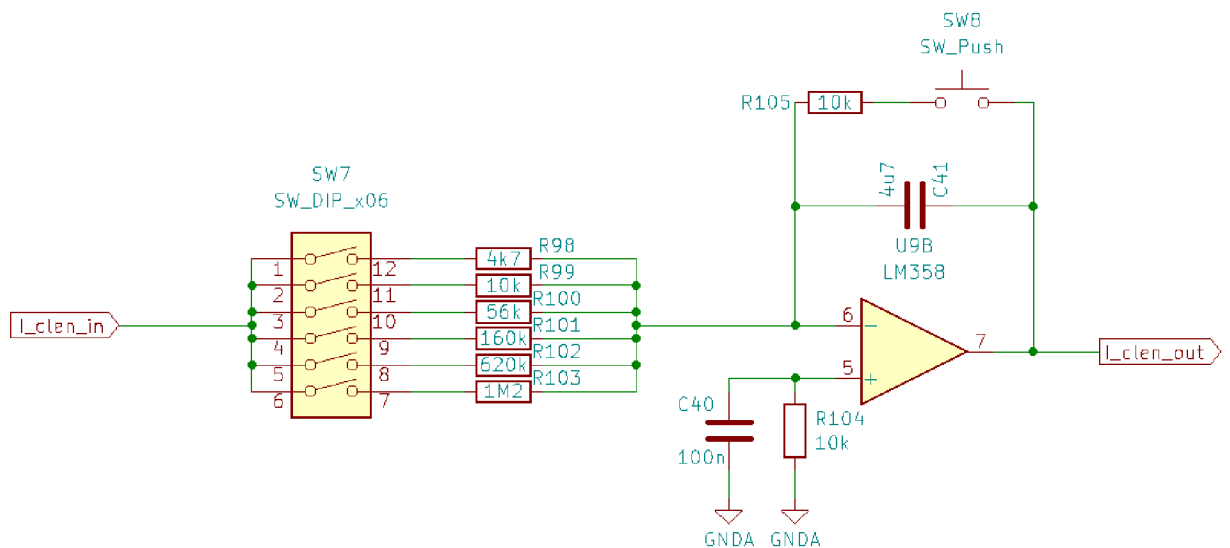 SW8
SW_Push
R105
10k
SW7
SW_DIP_x06
4u7
C41
U9B
LM358
1
12
4k7
R98
2
11
10k
R99
3
10
56k
R100
4
9
160k
R101
5
8
620k
R102
6
7
1M2
R103
I_clen_in
6
-
7
5
+
I_clen_out
C40
100n
R104
10k
GNDA
GNDA